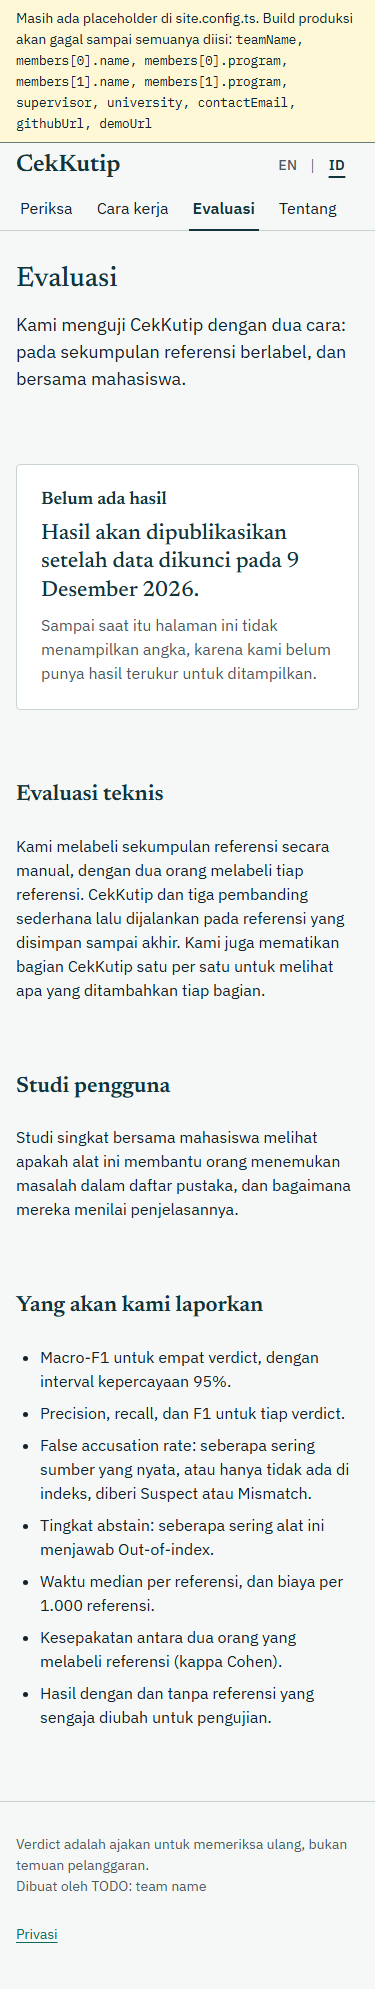 Masih ada placeholder di site.config.ts. Build produksi
akan gagal sampai semuanya diisi: teamName,
members[0].name, members[0].program,
members[1].name, members[1].program,
supervisor, university, contactEmail,
githubUrl, demoUrl
CekKutip
EN | ID
Periksa Cara kerja Evaluasi Tentang
Evaluasi
Kami menguji CekKutip dengan dua cara:
pada sekumpulan referensi berlabel, dan
bersama mahasiswa.
Belum ada hasil
Hasil akan dipublikasikan
setelah data dikunci pada 9
Desember 2026.
Sampai saat itu halaman ini tidak
menampilkan angka, karena kami belum
punya hasil terukur untuk ditampilkan.
Evaluasi teknis
Kami melabeli sekumpulan referensi secara
manual, dengan dua orang melabeli tiap
referensi. CekKutip dan tiga pembanding
sederhana lalu dijalankan pada referensi yang
disimpan sampai akhir. Kami juga mematikan
bagian CekKutip satu per satu untuk melihat
apa yang ditambahkan tiap bagian.
Studi pengguna
Studi singkat bersama mahasiswa melihat
apakah alat ini membantu orang menemukan
masalah dalam daftar pustaka, dan bagaimana
mereka menilai penjelasannya.
Yang akan kami laporkan
• Macro-F1 untuk empat verdict, dengan
interval kepercayaan 95%.
• Precision, recall, dan F1 untuk tiap verdict.
• False accusation rate: seberapa sering
sumber yang nyata, atau hanya tidak ada di
indeks, diberi Suspect atau Mismatch.
• Tingkat abstain: seberapa sering alat ini
menjawab Out-of-index.
• Waktu median per referensi, dan biaya per
1.000 referensi.
• Kesepakatan antara dua orang yang
melabeli referensi (kappa Cohen).
• Hasil dengan dan tanpa referensi yang
sengaja diubah untuk pengujian.
Verdict adalah ajakan untuk memeriksa ulang, bukan
temuan pelanggaran.
Dibuat oleh TODO: team name
Privasi